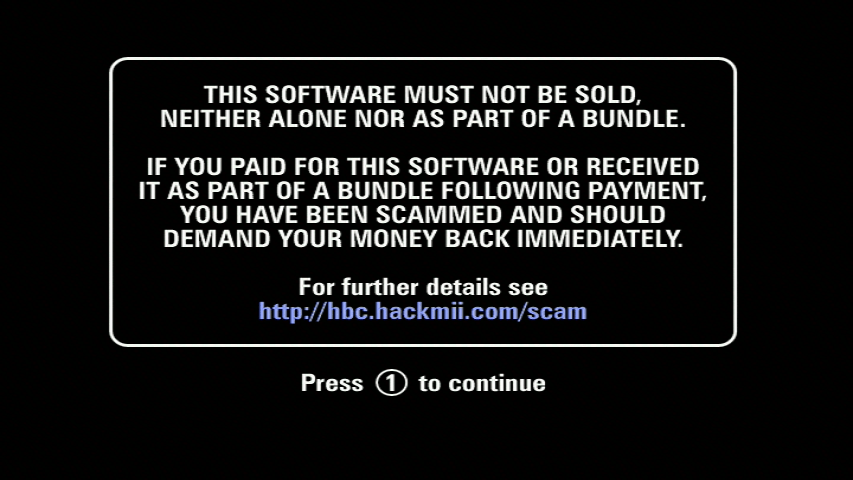 THIS SOFTWARE MUST NOT BE SOLD,
NEITHER ALONE NOR AS PART OF A BUNDLE.
IF YOU PAID FOR THIS SOFTWARE OR RECEIVED
IT AS PART OF A BUNDLE FOLLOWING PAYMENT,
YOU HAVE BEEN SCAMMED AND SHOULD
DEMAND YOUR MONEY BACK IMMEDIATELY.
For further details see
http://hbc.hackmii.com/scam
Press 1 to continue